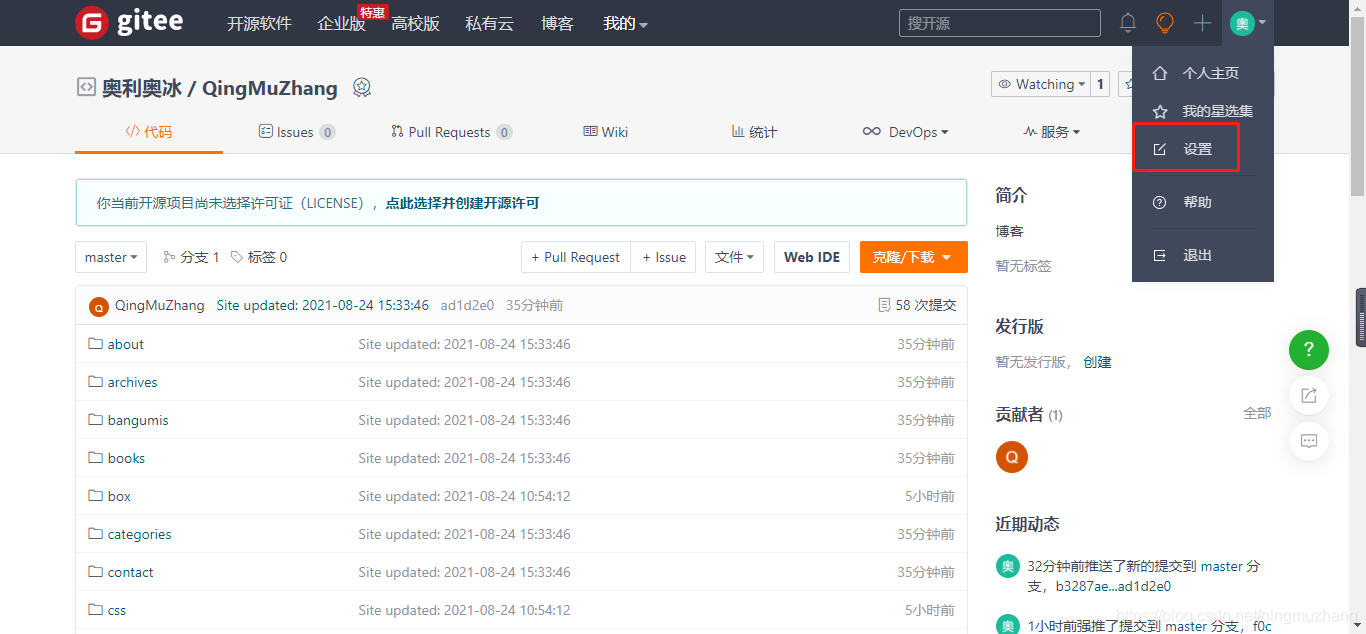 gitee
开源软件 企业版 特惠 高校版 私有云 博客 我的
搜开源
奥
个人主页
我的星选集
设置
帮助
退出
奥利奥冰 / QingMuZhang
Watching 1
代码 Issues 0 Pull Requests 0 Wiki 统计 DevOps 服务
你当前开源项目尚未选择许可证（LICENSE），点此选择并创建开源许可
master 分支 1 标签 0
+ Pull Request + Issue 文件 Web IDE 克隆/下载
Q QingMuZhang Site updated: 2021-08-24 15:33:46 ad1d2e0 35分钟前 58 次提交
about Site updated: 2021-08-24 15:33:46 35分钟前
archives Site updated: 2021-08-24 15:33:46 35分钟前
bangumis Site updated: 2021-08-24 15:33:46 35分钟前
books Site updated: 2021-08-24 15:33:46 35分钟前
box Site updated: 2021-08-24 10:54:12 5小时前
categories Site updated: 2021-08-24 15:33:46 35分钟前
contact Site updated: 2021-08-24 15:33:46 35分钟前
css Site updated: 2021-08-24 10:54:12 5小时前
简介
博客
暂无标签
发行版
暂无发行版， 创建
贡献者 (1) 全部
Q
近期动态
奥 32分钟前推送了新的提交到 master 分
支，b3287ae...ad1d2e0
奥 1小时前强推了提交到 master 分支，f0c
?
https://blog.csdn.net/qingmuzhang